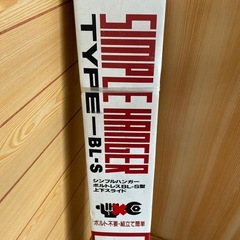 SIMPLE HANGER
TYPE—BL-S
シンプルハンガー
ボルトレスBL-S型
上下スライド
ボルト不要・組立て簡単